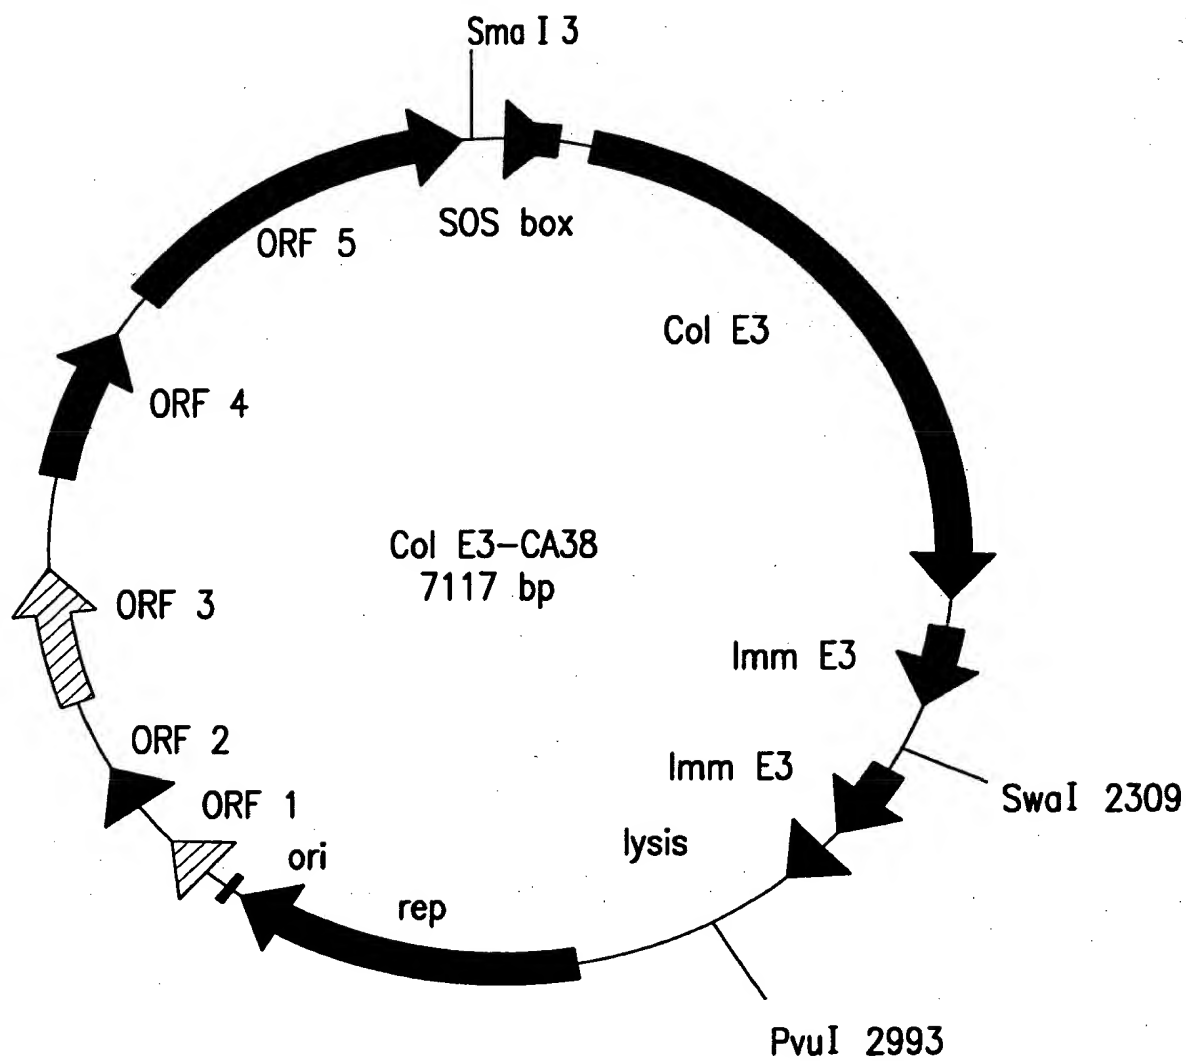 Sma I 3
SOS box
ORF 5
Col E3
ORF 4
Col E3-CA38
7117 bp
ORF 3
Imm E3
ORF 2
Imm E3
SwaI 2309
ORF 1
lysis
ori
rep
PvuI 2993